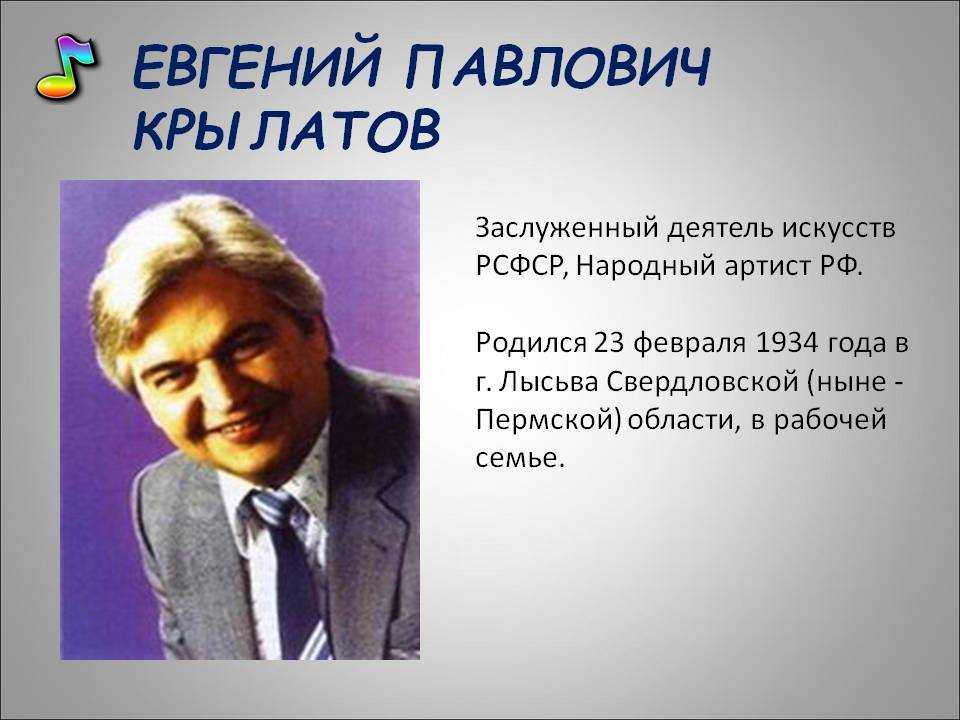 ЕВГЕНИЙ ПАВЛОВИЧ
КРЫЛАТОВ
Заслуженный деятель искусств
РСФСР, Народный артист РФ.
Родился 23 февраля 1934 года в
г. Лысьва Свердловской (ныне -
Пермской) области, в рабочей
семье.